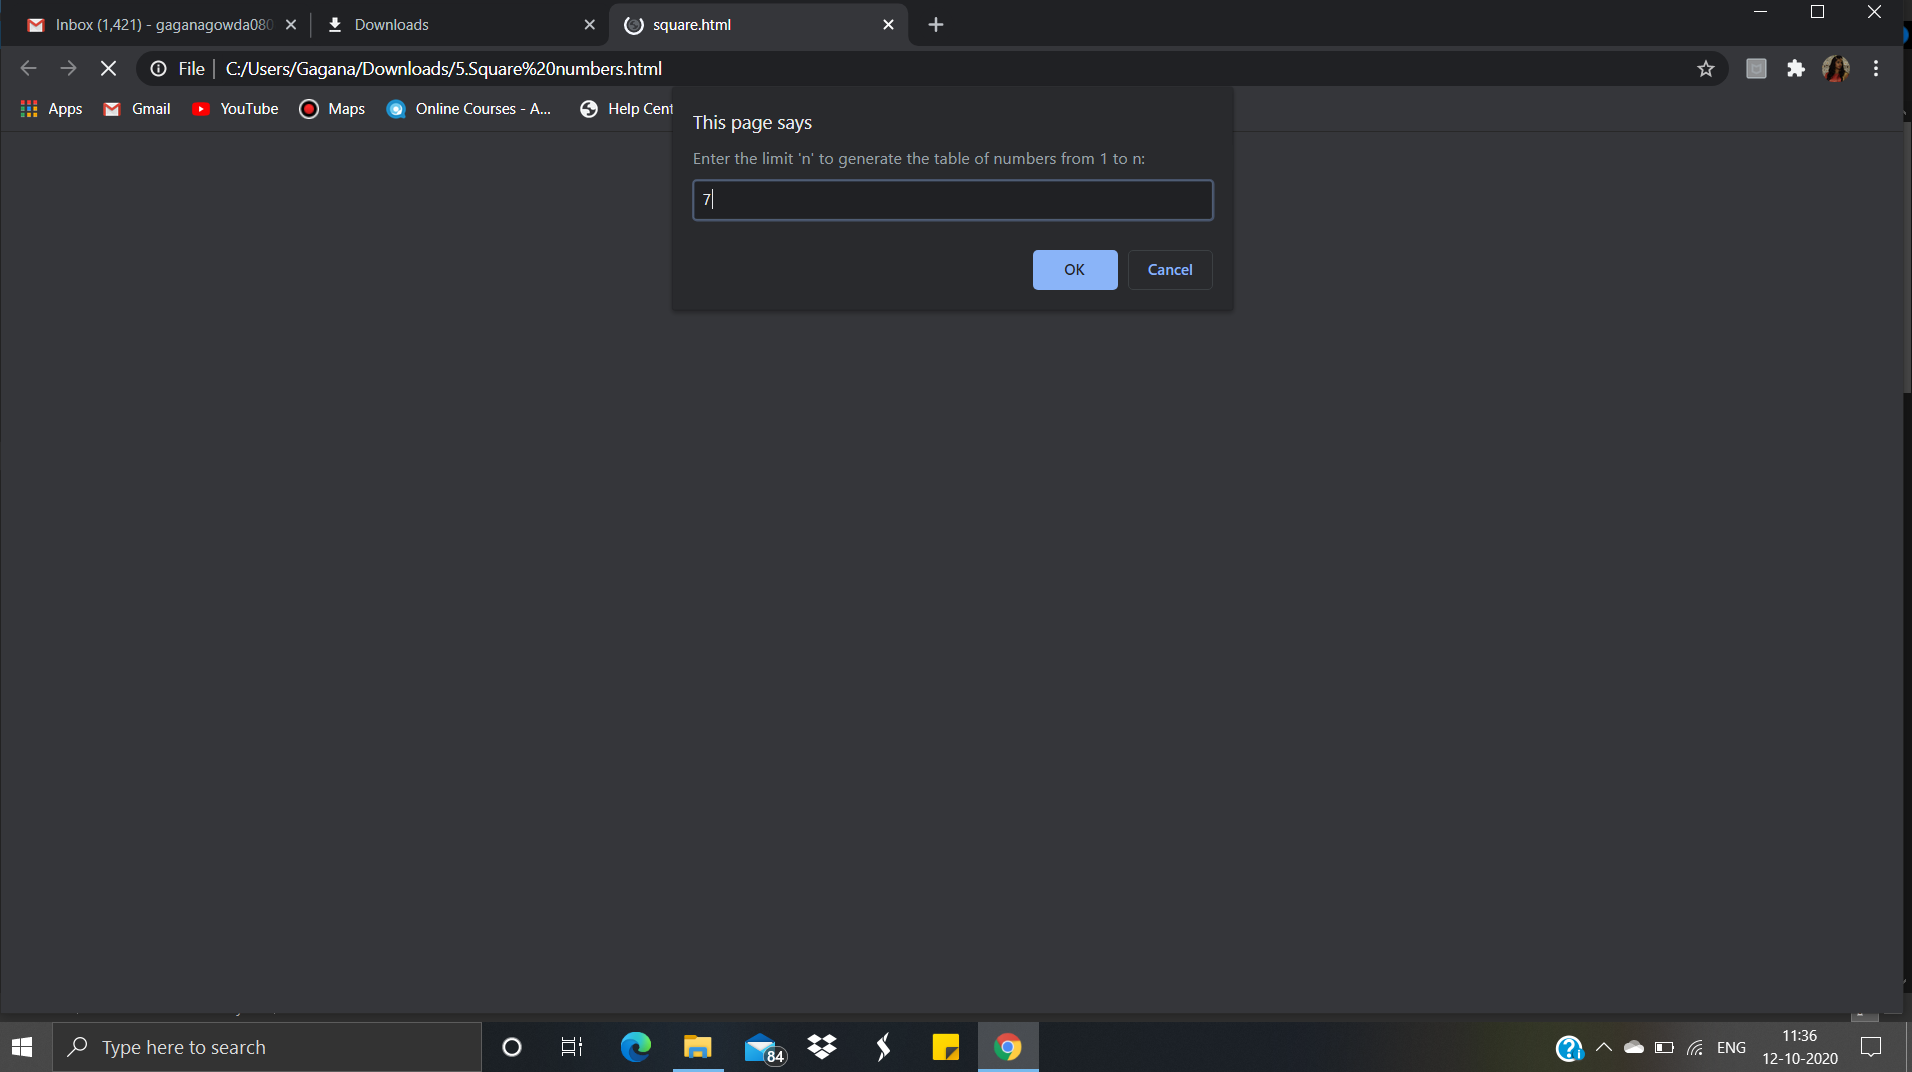 Inbox (1,421) - gaganagowda080
Downloads
square.html
File | C:/Users/Gagana/Downloads/5.Square%20numbers.html
Apps
Gmail
YouTube
Maps
Online Courses - A...
Help Cent
This page says
Enter the limit 'n' to generate the table of numbers from 1 to n:
7
OK
Cancel
Type here to search
84
ENG
11:36
12-10-2020